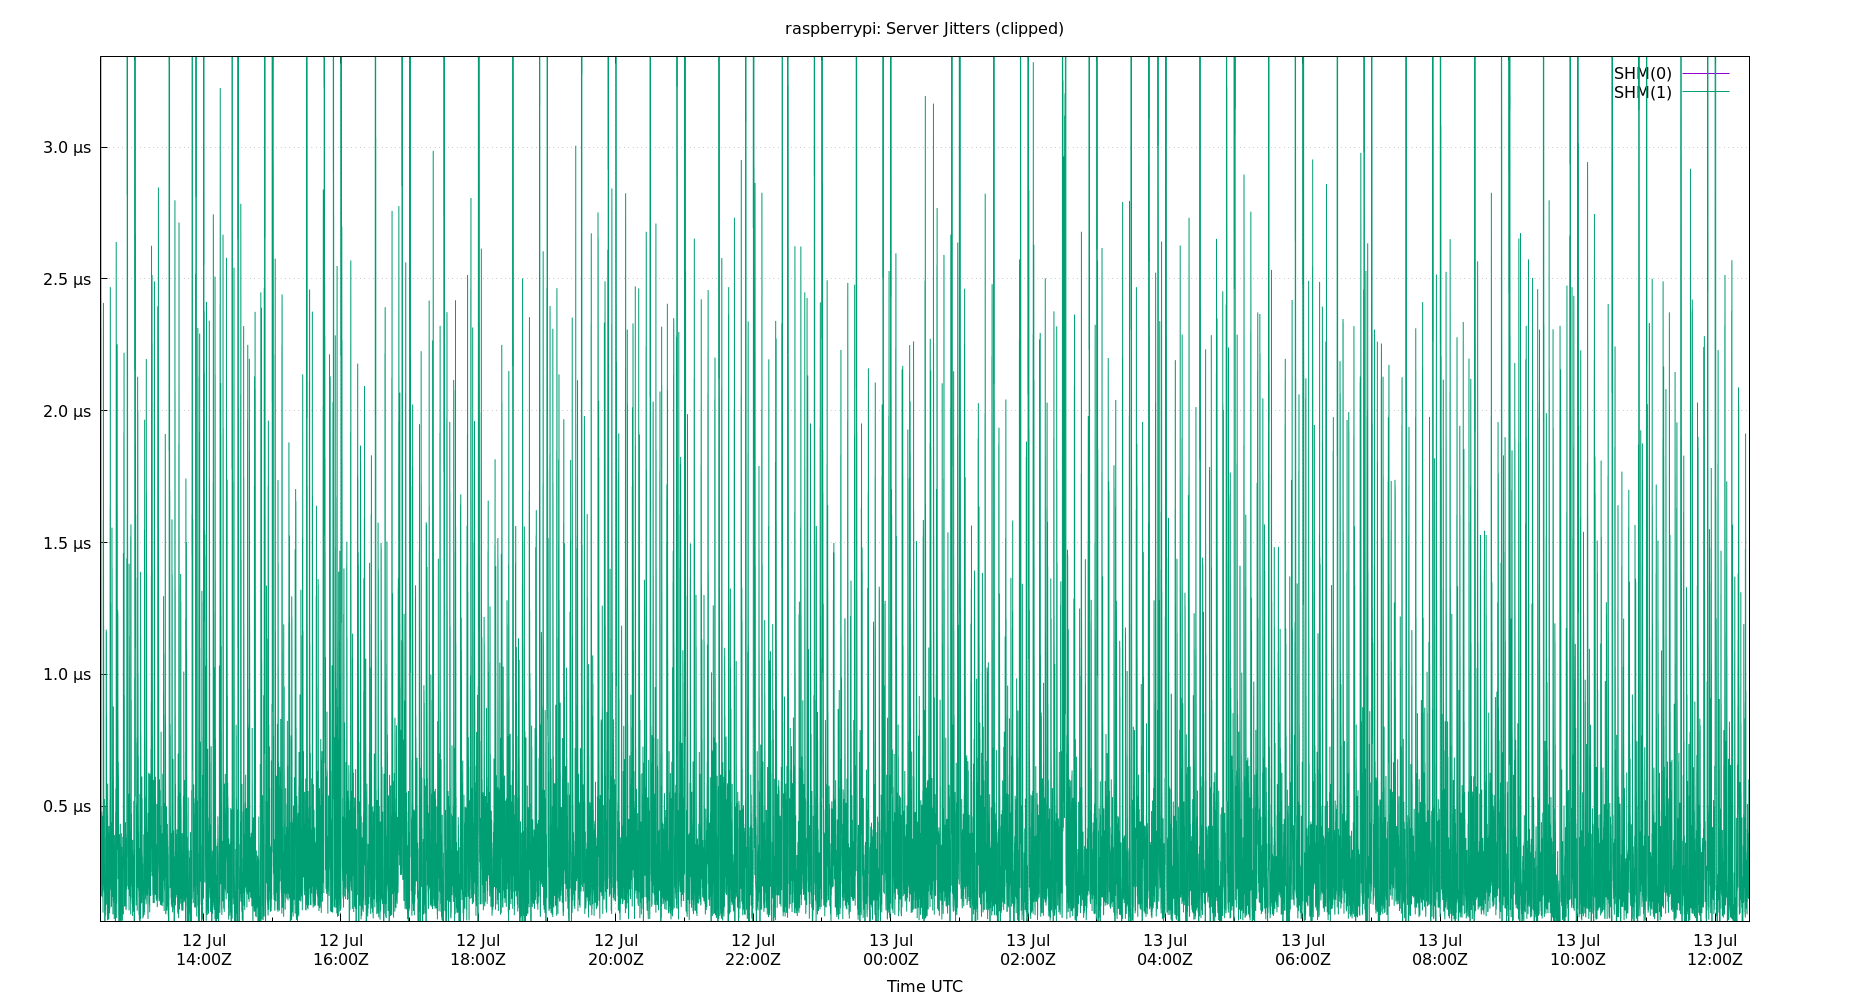 raspberrypi: Server Jitters (clipped)
SHM(0)
SHM(1)
3.0 µs
2.5 µs
2.0 µs
1.5 µs
1.0 µs
0.5 µs
12 Jul 12 Jul 12 Jul 12 Jul 12 Jul 13 Jul 13 Jul 13 Jul 13 Jul 13 Jul 13 Jul 13 Jul
14:00Z 16:00Z 18:00Z 20:00Z 22:00Z 00:00Z 02:00Z 04:00Z 06:00Z 08:00Z 10:00Z 12:00Z
Time UTC